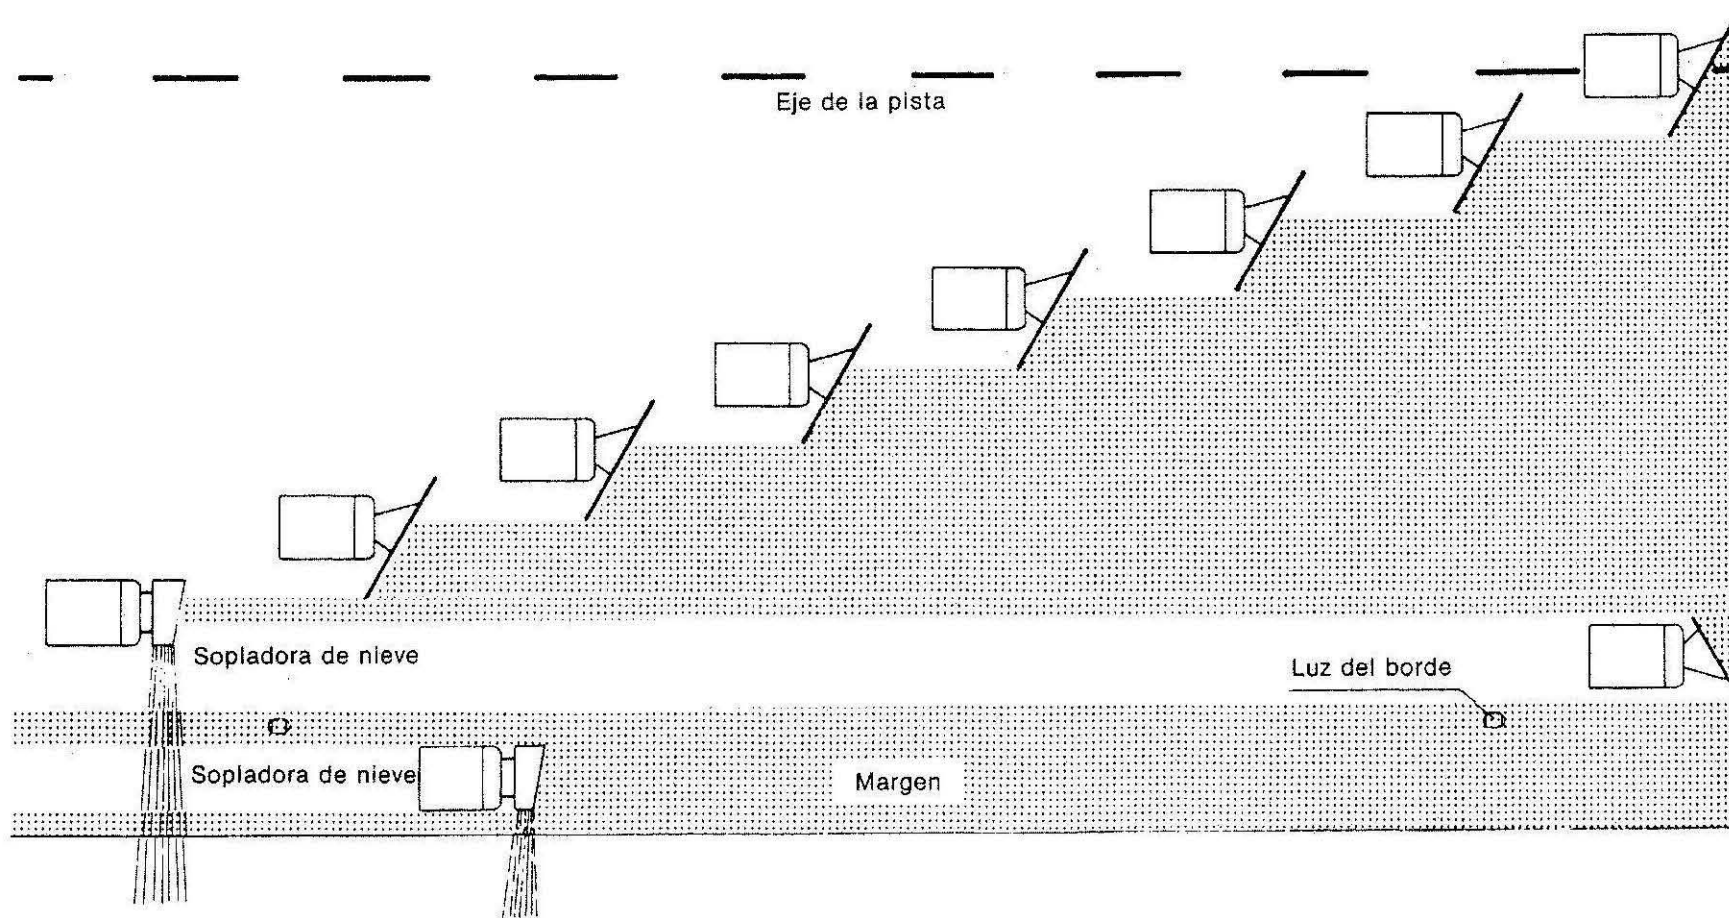 Eje de la pista
Sopladora de nieve
Luz del borde
Sopladora de nieve
Margen